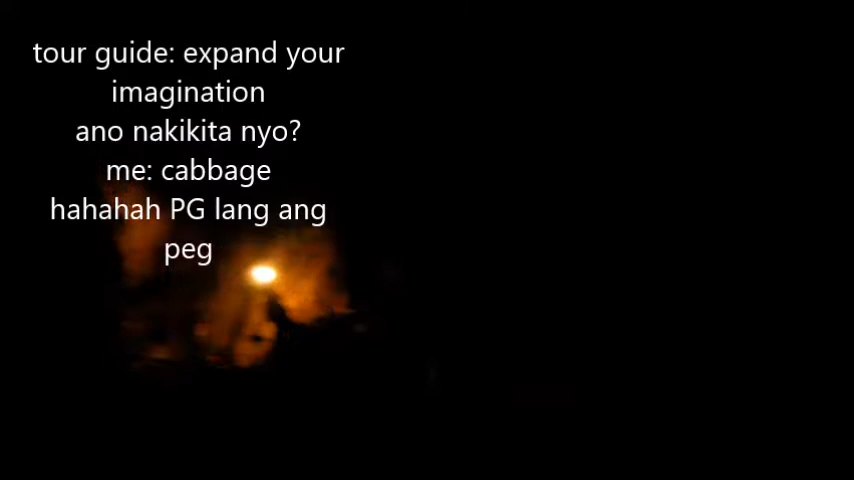 tour guide: expand your
imagination
ano nakikita nyo?
me: cabbage
hahahah PG lang ang
peg